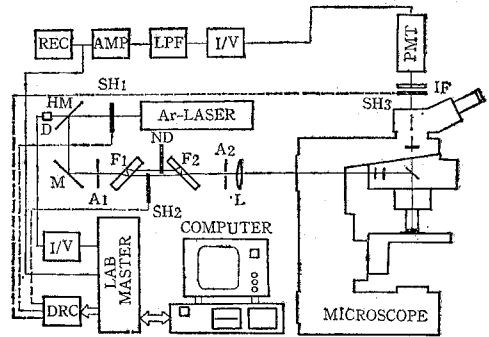 REC
AMP
LPF
I/V
PMT
IF
SH3
SH1
HM
D
Ar-LASER
ND
M
A1
F1
F2
A2
L
SH2
COMPUTER
I/V
LAB MASTER
DRC
MICROSCOPE